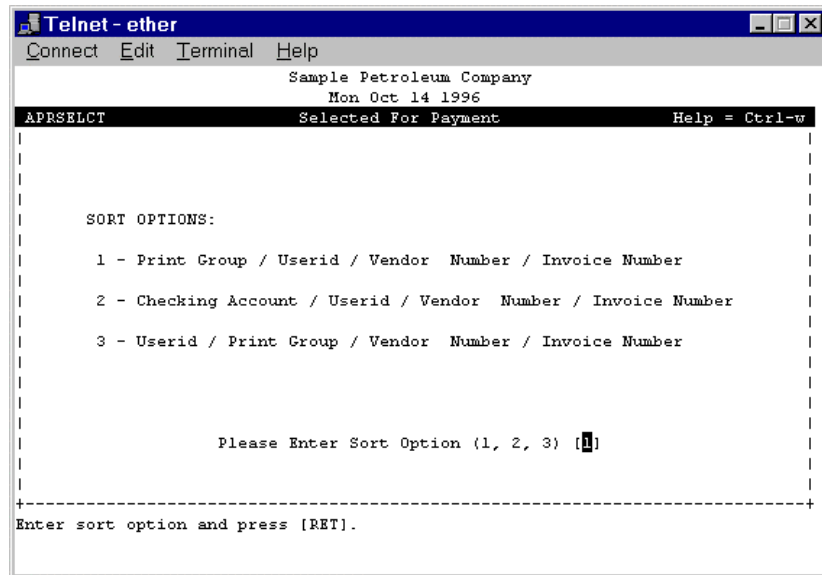 Telnet - ether
Connect Edit Terminal Help
Sample Petroleum Company
Mon Oct 14 1996
APRSELCT Selected For Payment Help = Ctrl-w
SORT OPTIONS:
1 - Print Group / Userid / Vendor Number / Invoice Number
2 - Checking Account / Userid / Vendor Number / Invoice Number
3 - Userid / Print Group / Vendor Number / Invoice Number
Please Enter Sort Option (1, 2, 3) [1]
Enter sort option and press [RET].